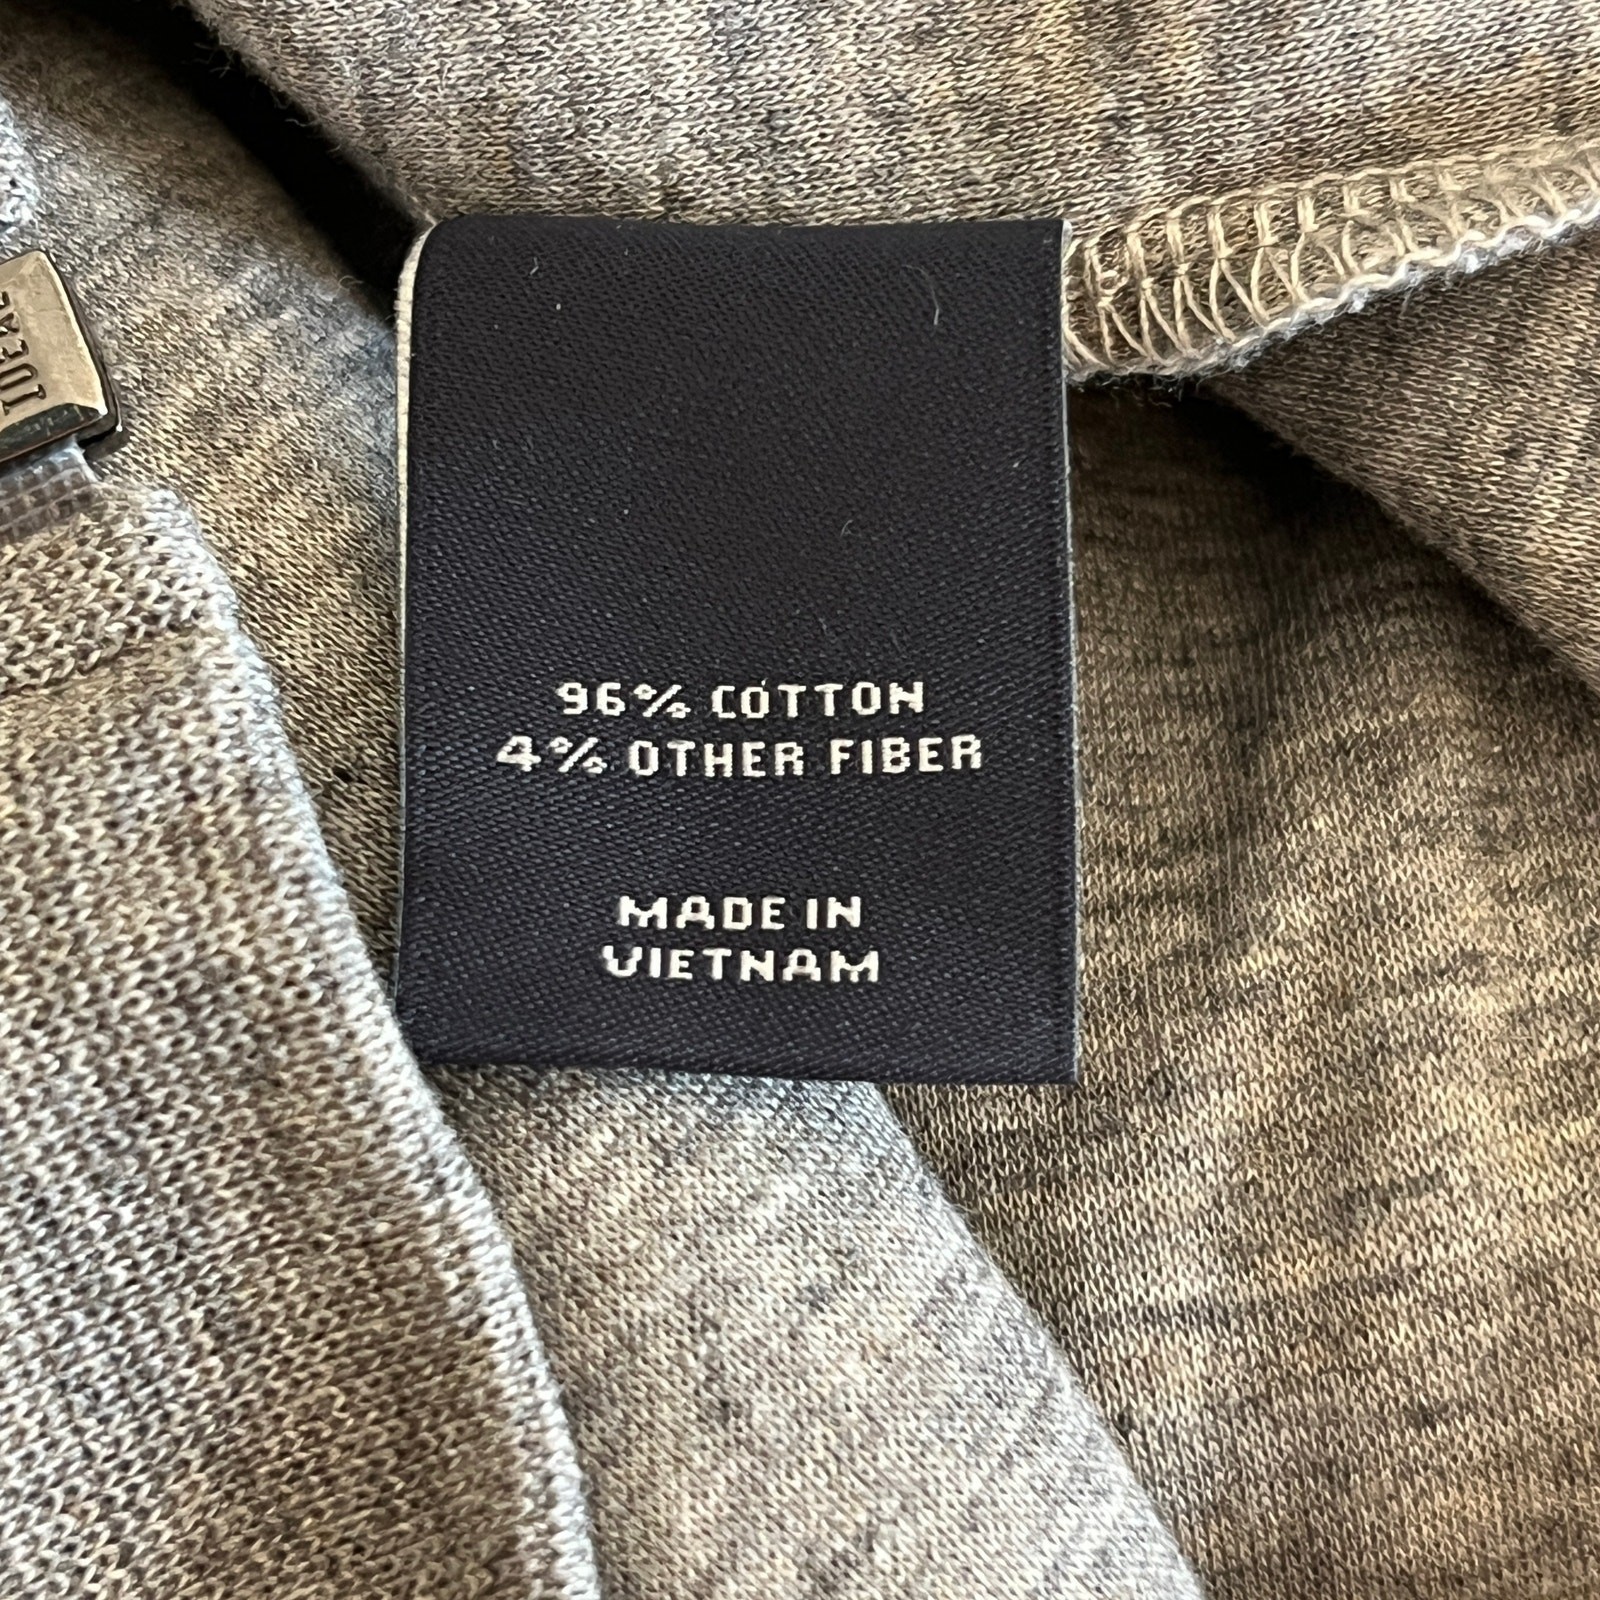 96% COTTON
4% OTHER FIBER
MADE IN
VIETNAM